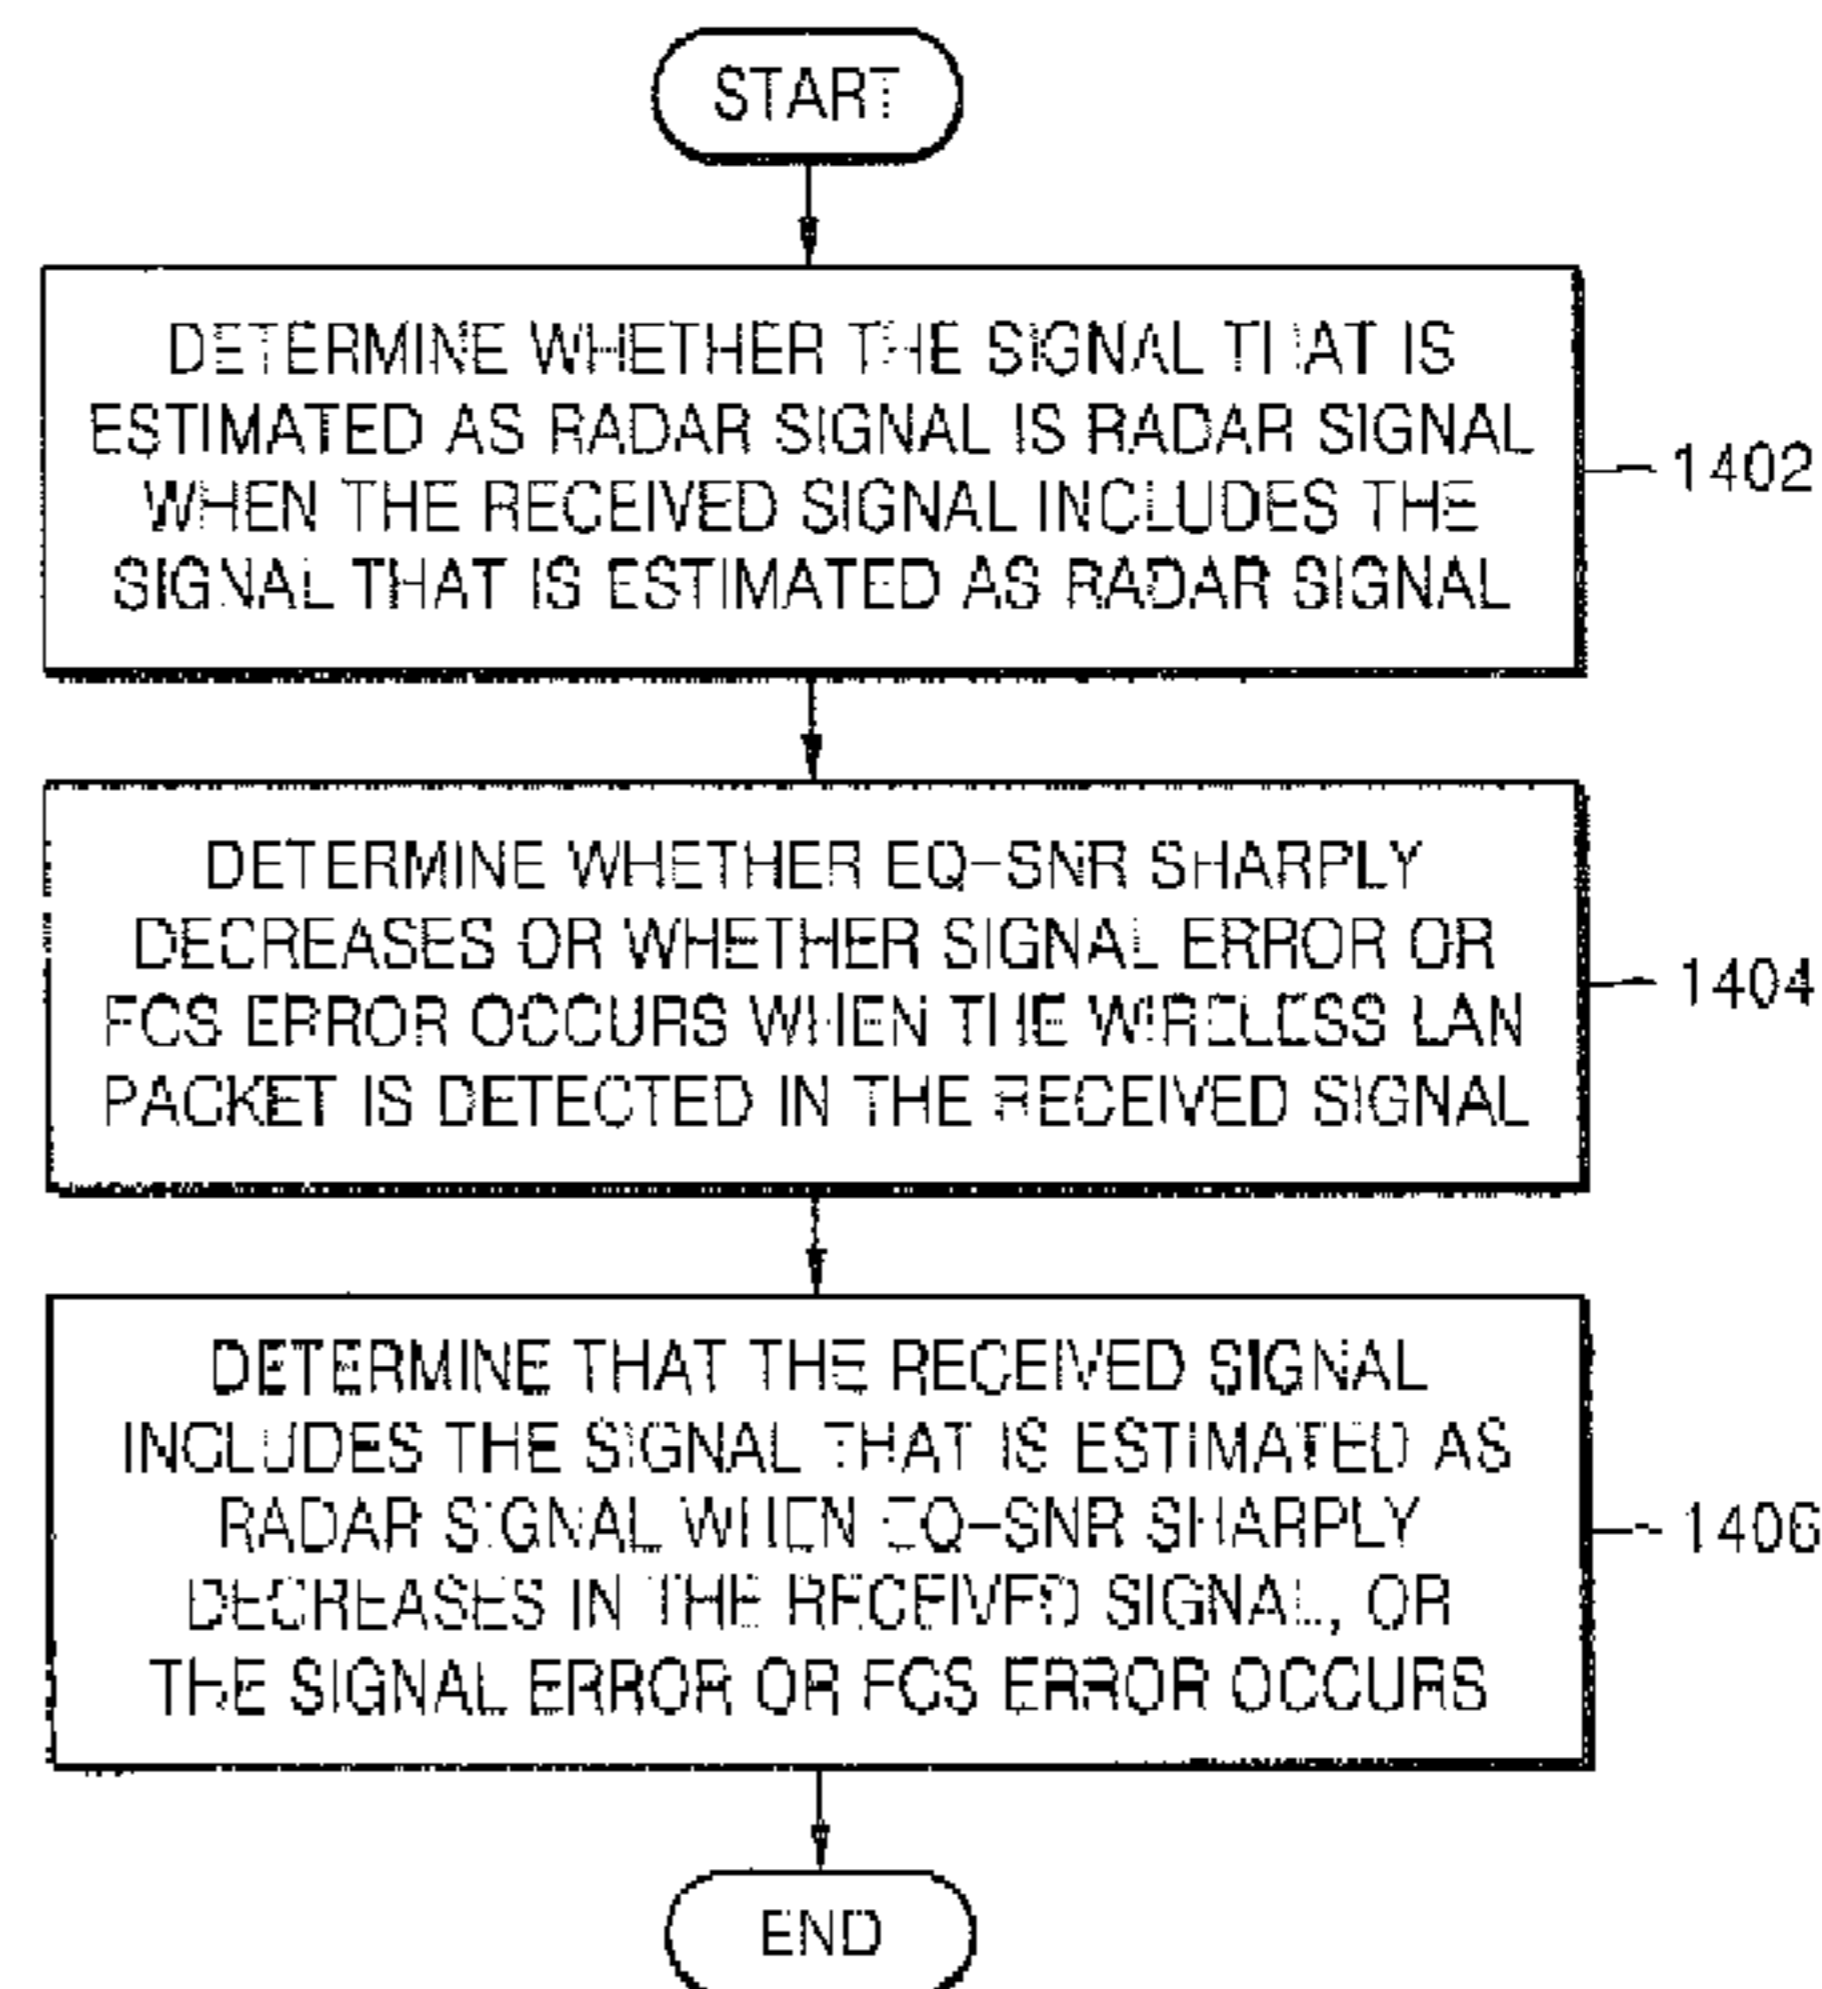 START
DETERMINE WHETHER THE SIGNAL THAT IS
ESTIMATED AS RADAR SIGNAL IS RADAR SIGNAL
WHEN THE RECEIVED SIGNAL INCLUDES THE
SIGNAL THAT IS ESTIMATED AS RADAR SIGNAL
1402
DETERMINE WHETHER EQ-SNR SHARPLY
DECREASES OR WHETHER SIGNAL ERROR OR
FCS ERROR OCCURS WHEN THE WIRELESS LAN
PACKET IS DETECTED IN THE RECEIVED SIGNAL
1404
DETERMINE THAT THE RECEIVED SIGNAL
INCLUDES THE SIGNAL THAT IS ESTIMATED AS
RADAR SIGNAL WHEN EQ-SNR SHARPLY
DECREASES IN THE RECEIVED SIGNAL, OR
THE SIGNAL ERROR OR FCS ERROR OCCURS
1406
END